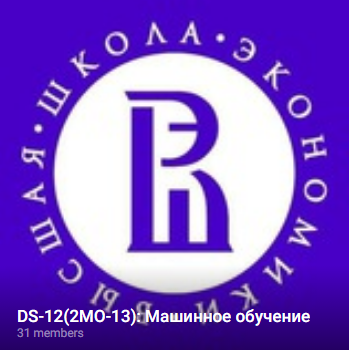 ВЫСШАЯ • ШКОЛА • ЭКОНОМИКИ
DS-12(2МО-13): Машинное обучение
31 members